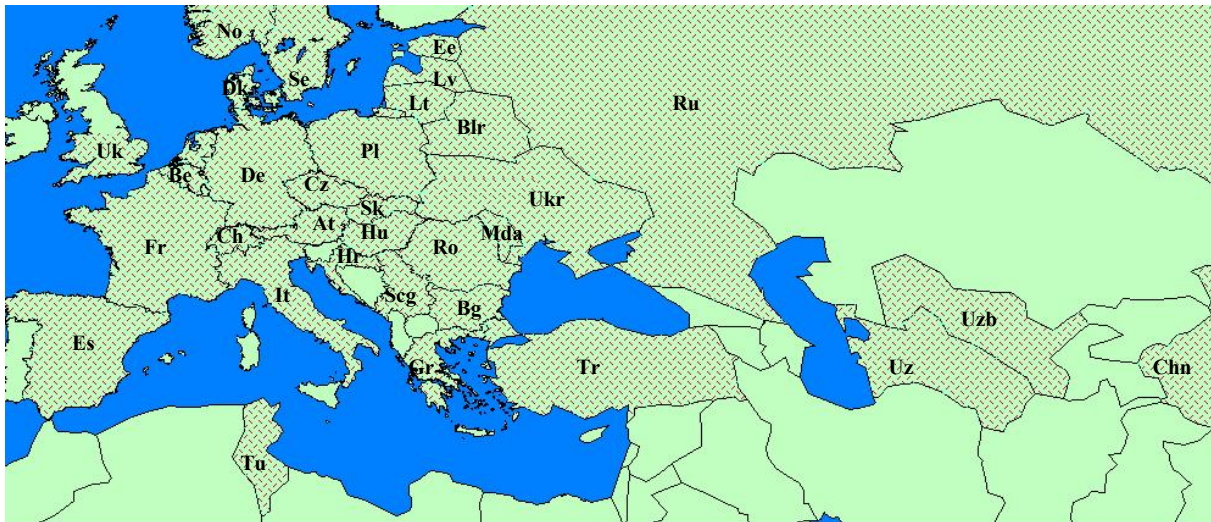 No
Ee
Se
Dk
Lv
Lt
Ru
Blr
Uk
Pl
Be
De
Cz
Ukr
Sk
At
Hu
Ch
Mda
Fr
Ro
Hr
It
Scg
Bg
Uzb
Es
Gr
Tr
Uz
Chn
Tu